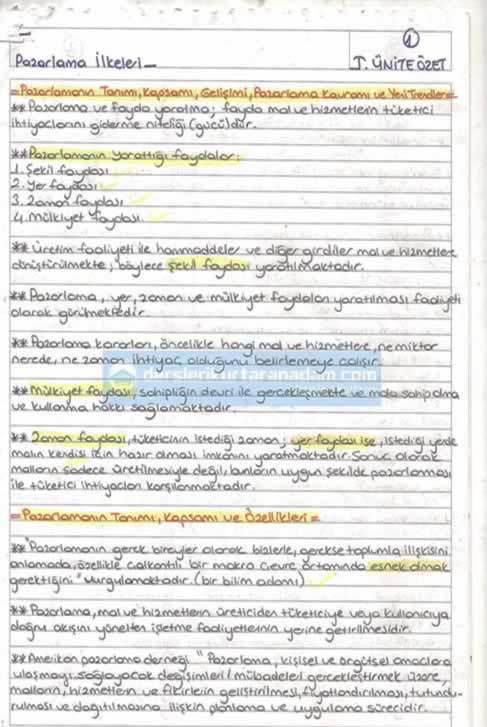 1
Pazarlama İlkeleri_
I. ÜNİTE ÖZET
=Pazarlamanın Tanımı, Kapsamı, Gelişimi, Pazarlama Kavramı ve Yeni Trendler=
** Pazarlama ve fayda yaratma; fayda mal ve hizmetlerin tüketici
ihtiyaçlarını giderme niteliği (gücü)dür.
** Pazarlamanın yarattığı faydalar:
1. Şekil faydası
2. Yer faydası
3. Zaman faydası
4. Mülkiyet faydası.
** Üretim faaliyeti ile hammaddeler ve diğer girdiler mal ve hizmetlere
dönüştürülmekte, böylece şekil faydası yaratılmaktadır.
** Pazarlama, yer, zaman ve mülkiyet faydaları yaratılması faaliyeti
olarak görülmektedir.
** Pazarlama kararları, öncelikle hangi mal ve hizmetlere, ne miktar
nerede, ne zaman ihtiyaç olduğunu belirlemeye çalışır.
derslerikurtaranadam.com
** Mülkiyet faydası, sahipliğin devri ile gerçekleşmekte ve mala sahip olma
ve kullanma hakkı sağlamaktadır.
** Zaman faydası, tüketicinin istediği zaman; yer faydası ise, istediği yerde
malın kendisi için hazır olması imkanını yaratmaktadır. Sonuç olarak
malların sadece üretilmesiyle değil, bunların uygun şekilde pazarlanması
ile tüketici ihtiyaçları karşılanmaktadır.
=Pazarlamanın Tanımı, Kapsamı ve Özellikleri=
** "Pazarlamanın gerek bireyler olarak bizlerle, gerekse toplumla ilişkisini
anlamada, özellikle çalkantılı bir makro çevre ortamında esnek olmak
gerektiğini" vurgulamaktadır. (bir bilim adamı)
** Pazarlama, mal ve hizmetlerin üreticiden tüketiciye veya kullanıcıya
doğru akışını yönelten işletme faaliyetlerinin yerine getirilmesidir.
** Amerikan pazarlama derneği "Pazarlama, kişisel ve örgütsel amaçlara
ulaşmayı sağlayacak değişimleri / mübadeleri gerçekleştirmek üzere,
malların, hizmetlerin ve fikirlerin geliştirilmesi, fiyatlandırılması, tutundu-
rulması ve dağıtılmasına ilişkin planlama ve uygulama sürecidir.